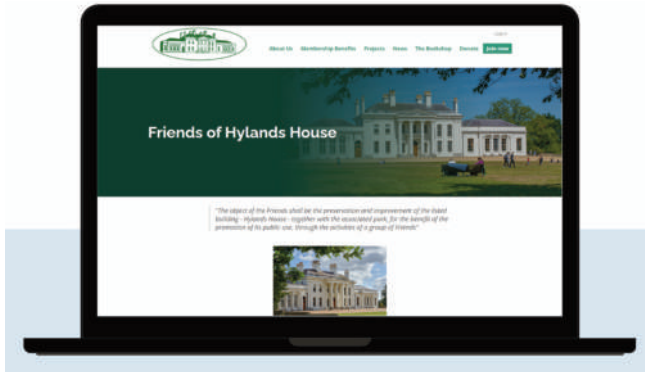 Log in
About Us Membership Benefits Projects News The Bookshop Donate Join now
Friends of Hylands House
"The object of the Friends shall be the preservation and improvement of the listed
building - Hylands House - together with the associated park, for the benefit of the
promotion of its public use, through the activities of a group of Friends"